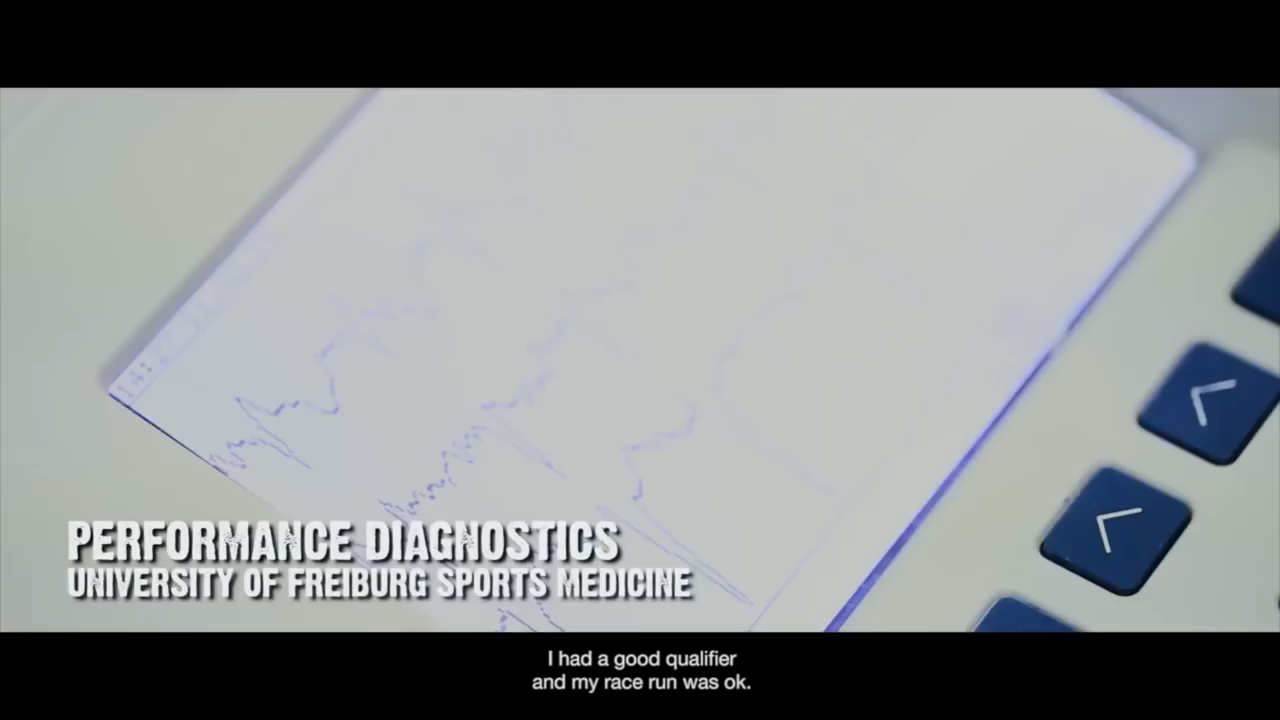 PERFORMANCE DIAGNOSTICS
UNIVERSITY OF FREIBURG SPORTS MEDICINE
I had a good qualifier
and my race run was ok.